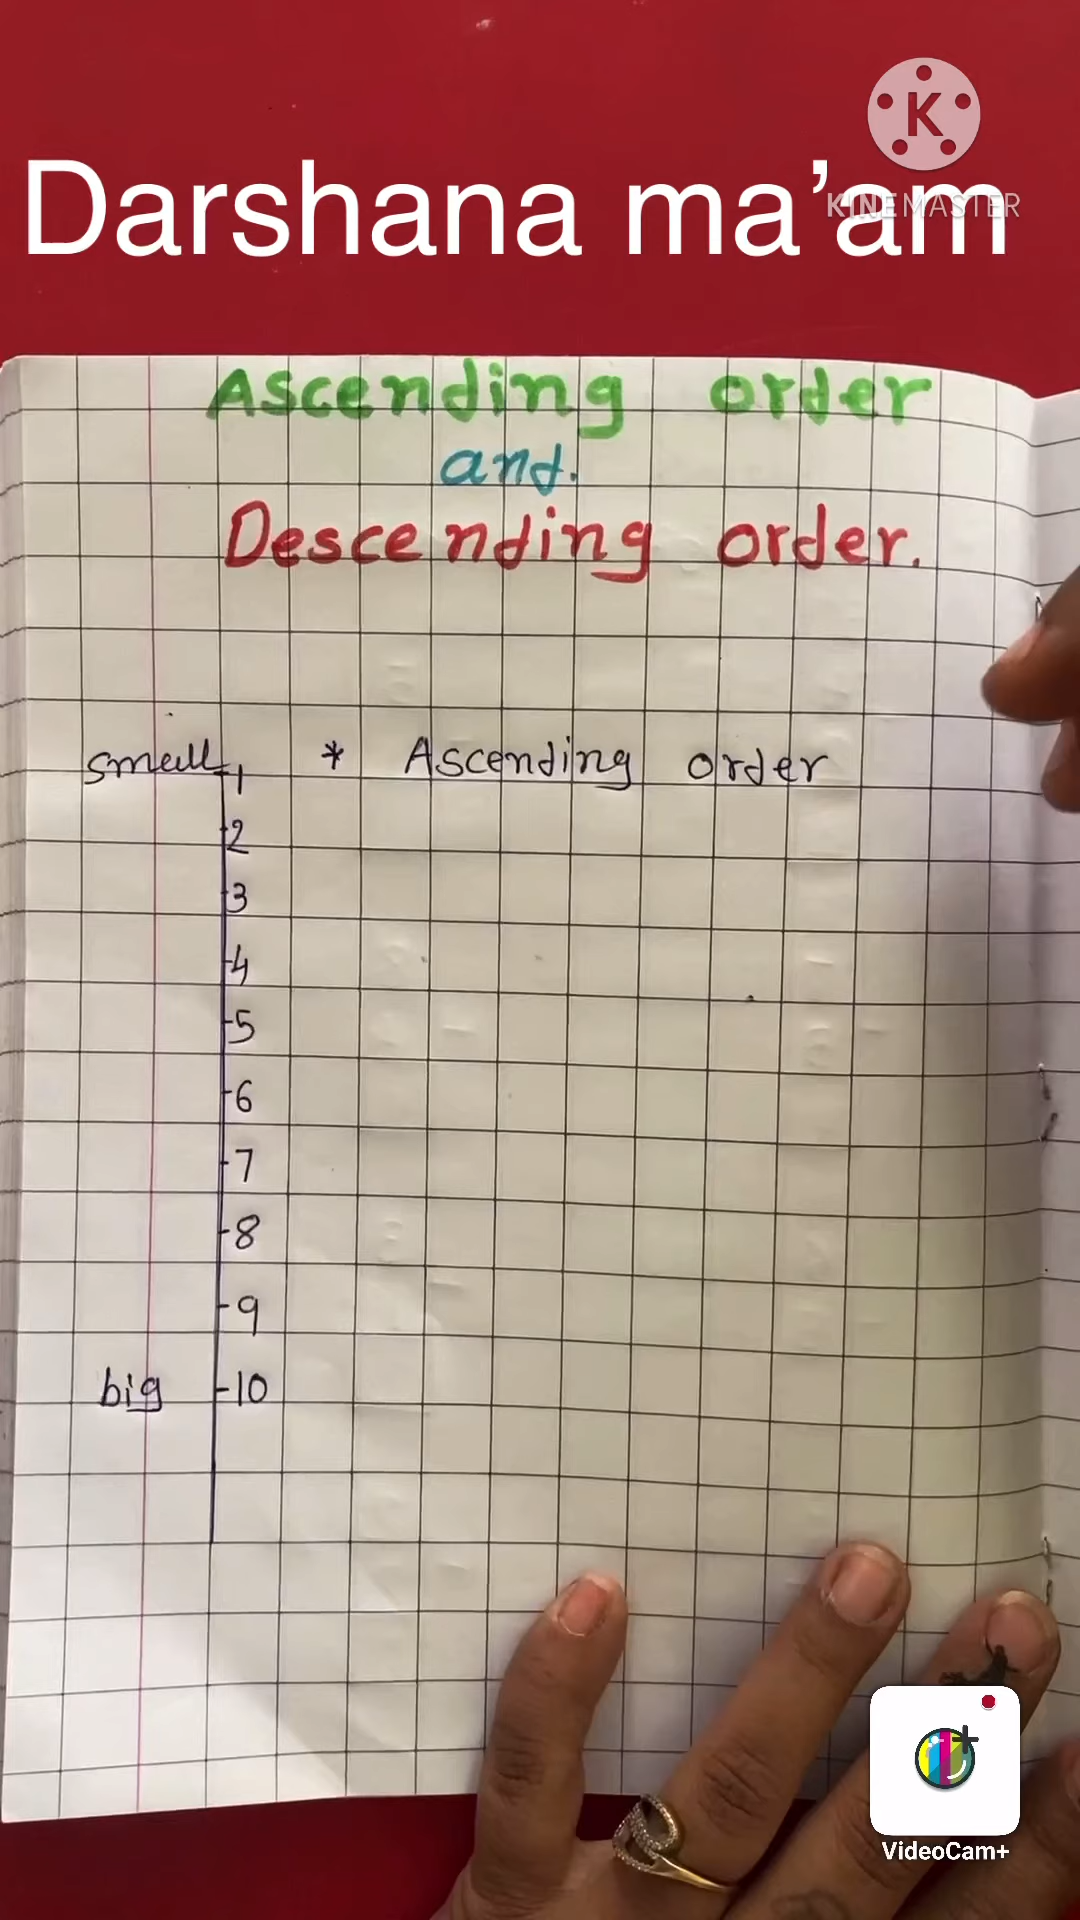 K
KINEMASTER
Darshana ma’am
Ascending order
and.
Descending order.
small 1 * Ascending order
2
3
4
5
6
7
8
9
big 10
VideoCam+